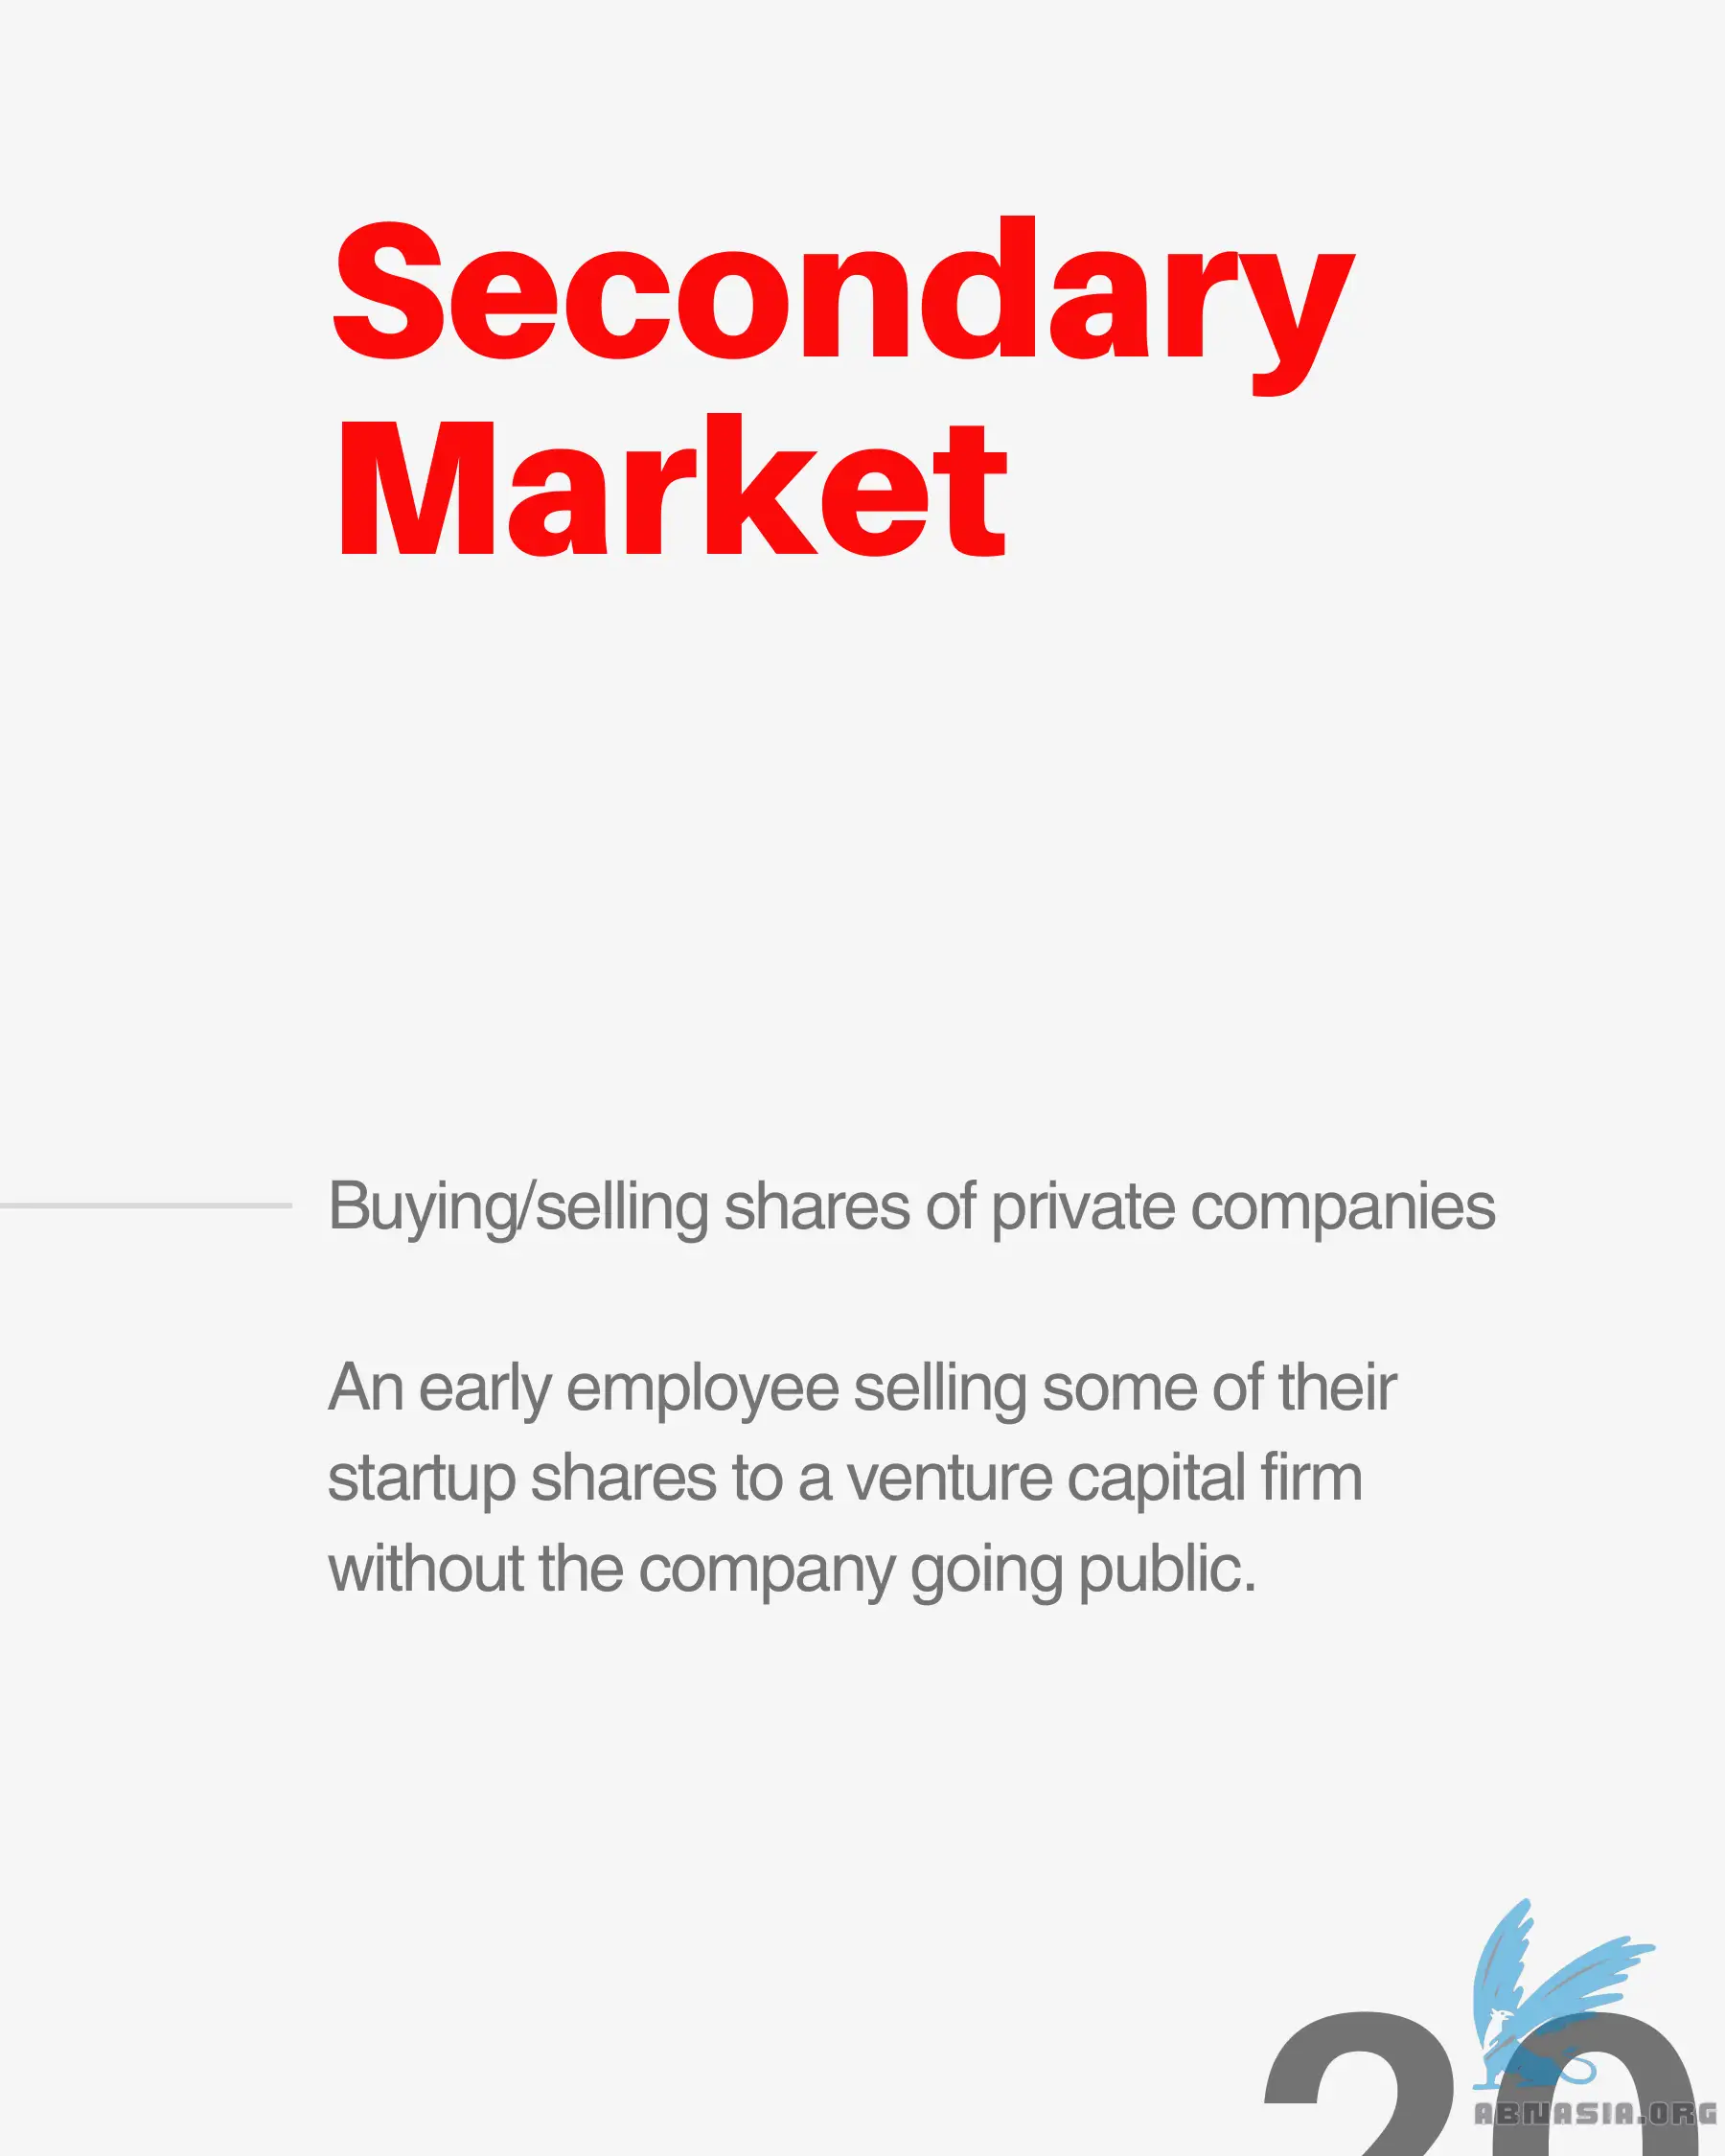 Secondary
Market
Buying/selling shares of private companies
An early employee selling some of their
startup shares to a venture capital firm
without the company going public.
20
ABNASIA.ORG